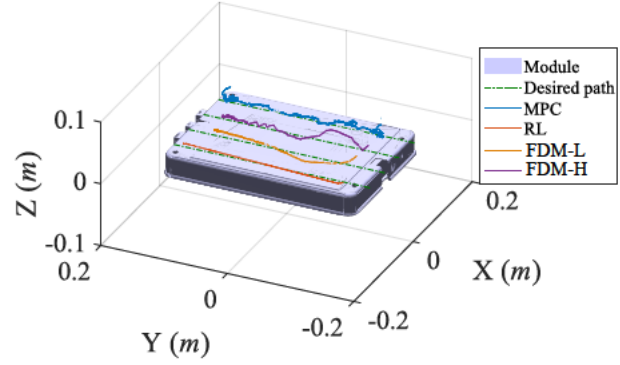 Module
Desired path
MPC
RL
FDM-L
FDM-H
0.1
0
-0.1
Z (m)
0.2
0
-0.2
Y (m)
-0.2
0
0.2
X (m)